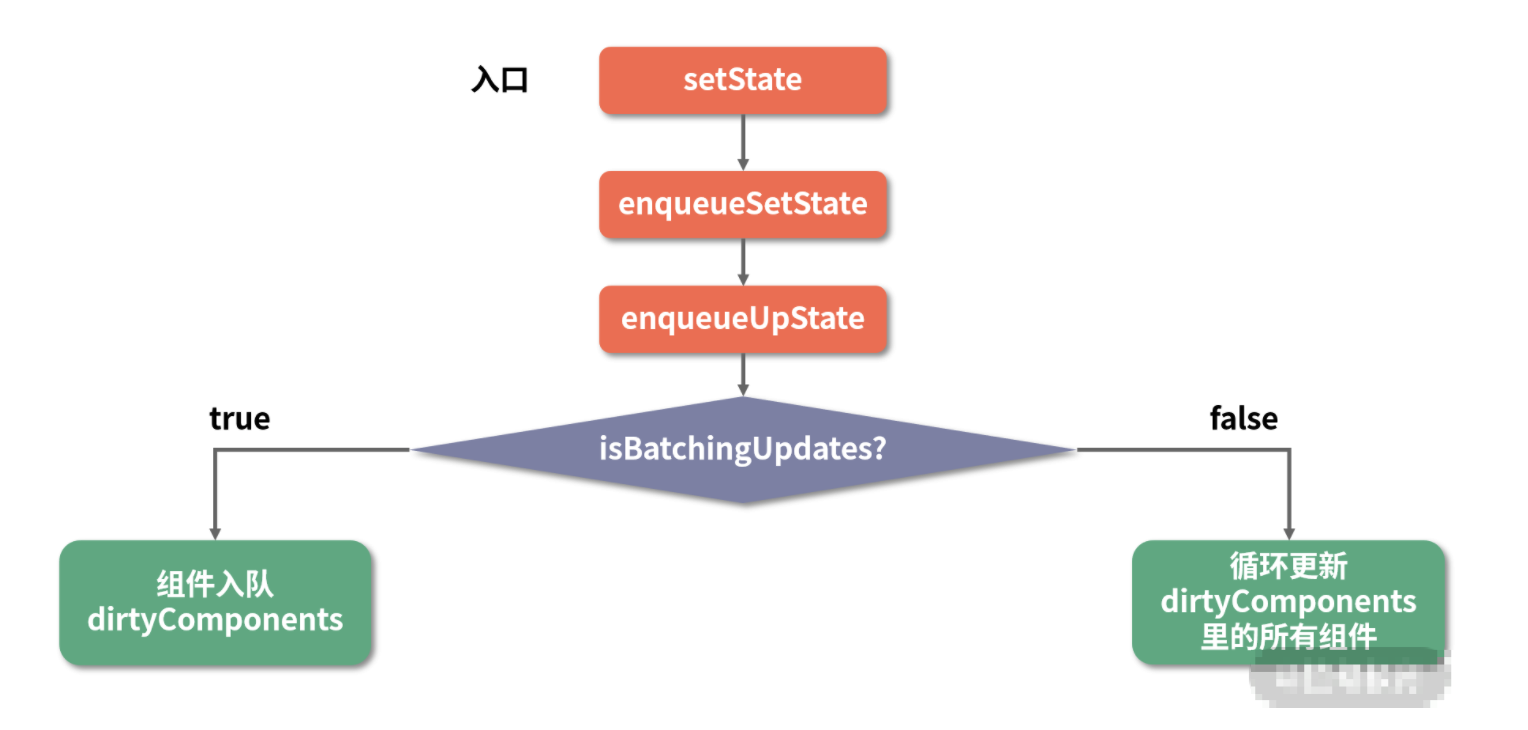 入口
setState
enqueueSetState
enqueueUpState
true
false
isBatchingUpdates?
组件入队
dirtyComponents
循环更新
dirtyComponents
里的所有组件